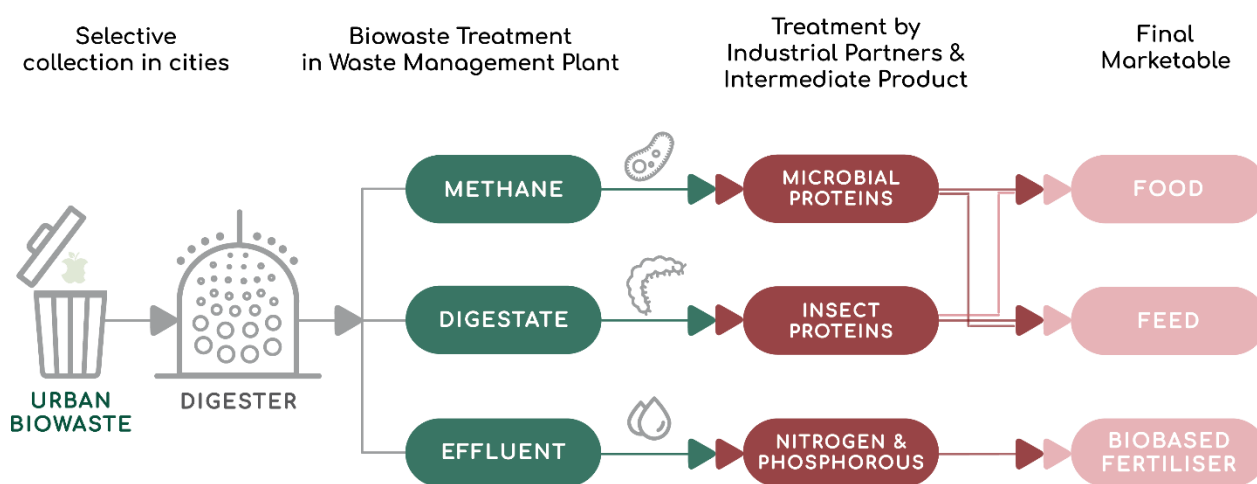 Selective
collection in cities
Biowaste Treatment
in Waste Management Plant
Treatment by
Industrial Partners &
Intermediate Product
Final
Marketable
METHANE
MICROBIAL
PROTEINS
FOOD
DIGESTATE
INSECT
PROTEINS
FEED
URBAN
BIOWASTE
DIGESTER
EFFLUENT
NITROGEN &
PHOSPHOROUS
BIOBASED
FERTILISER